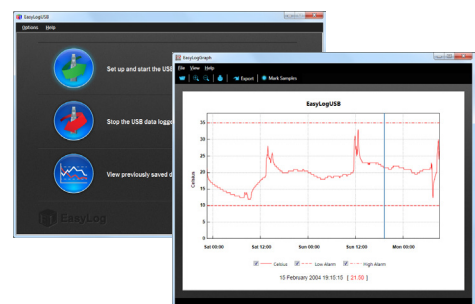 EasyLogUSB
Options Help
Set up and start the USB
Stop the USB data logge
View previously saved d
EasyLog
EasyLogGraph
File View Help
Export Mark Samples
EasyLogUSB
Celsius
35
30
25
20
15
10
5
0
Sat 00:00 Sat 12:00 Sun 00:00 Sun 12:00 Mon 00:00
Celsius Low Alarm High Alarm
15 February 2004 19:15:15 [ 21.50 ]